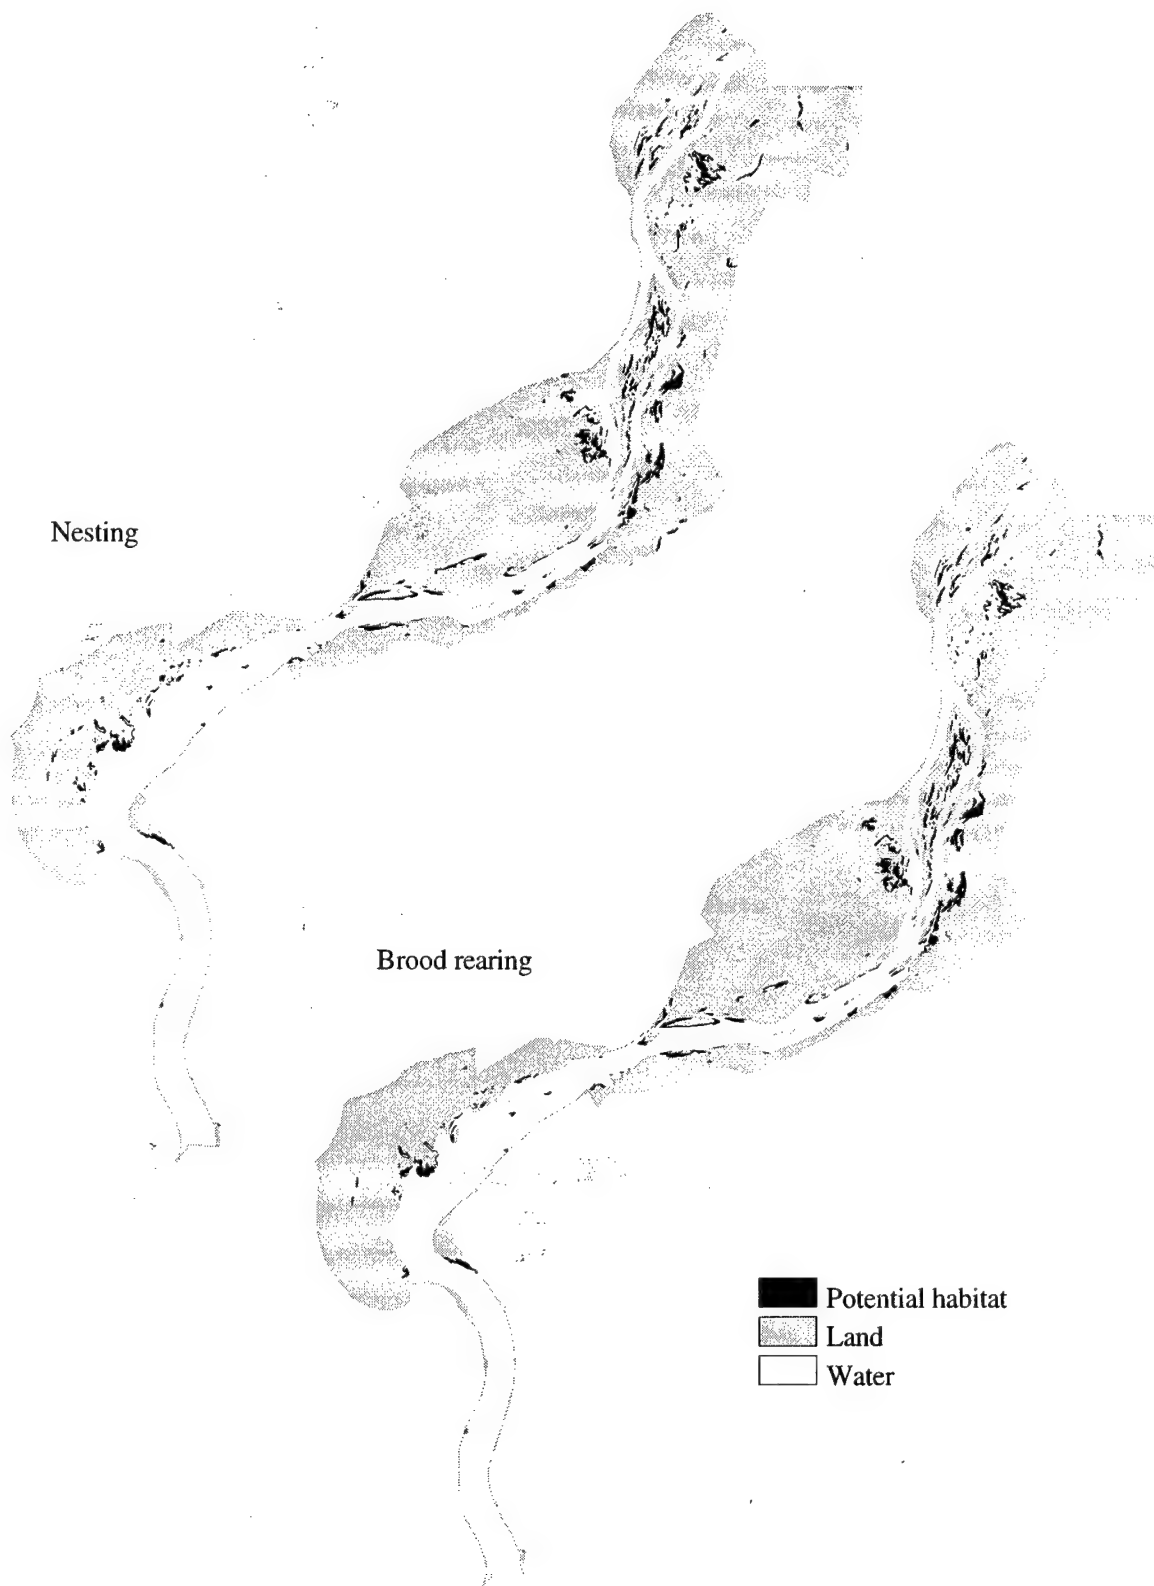 Nesting
Brood rearing
Potential habitat
Land
Water